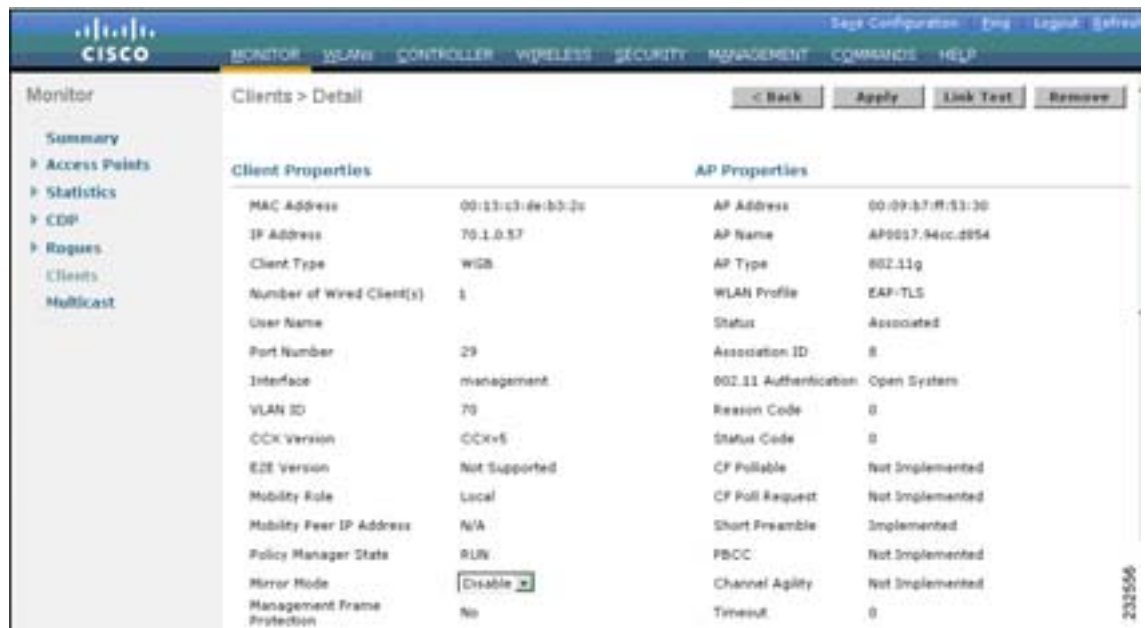 CISCO
Save Configuration Ping Logout Refresh
MONITOR WLANs CONTROLLER WIRELESS SECURITY MANAGEMENT COMMANDS HELP
Monitor
Summary
Access Points
Statistics
CDP
Rogues
Clients
Multicast
Clients > Detail
< Back Apply Link Test Remove
Client Properties
MAC Address 00:13:c3:de:b3:2c
IP Address 70.1.0.57
Client Type WGB
Number of Wired Client(s) 1
User Name
Port Number 29
Interface management
VLAN ID 70
CCX Version CCXv5
E2E Version Not Supported
Mobility Role Local
Mobility Peer IP Address N/A
Policy Manager State RUN
Mirror Mode Disable
Management Frame
Protection No
AP Properties
AP Address 00:09:b7:ff:53:30
AP Name AP0017.94cc.d854
AP Type 802.11g
WLAN Profile EAP-TLS
Status Associated
Association ID 8
802.11 Authentication Open System
Reason Code 0
Status Code 0
CF Pollable Not Implemented
CF Poll Request Not Implemented
Short Preamble Implemented
PBCC Not Implemented
Channel Agility Not Implemented
Timeout 0
232556